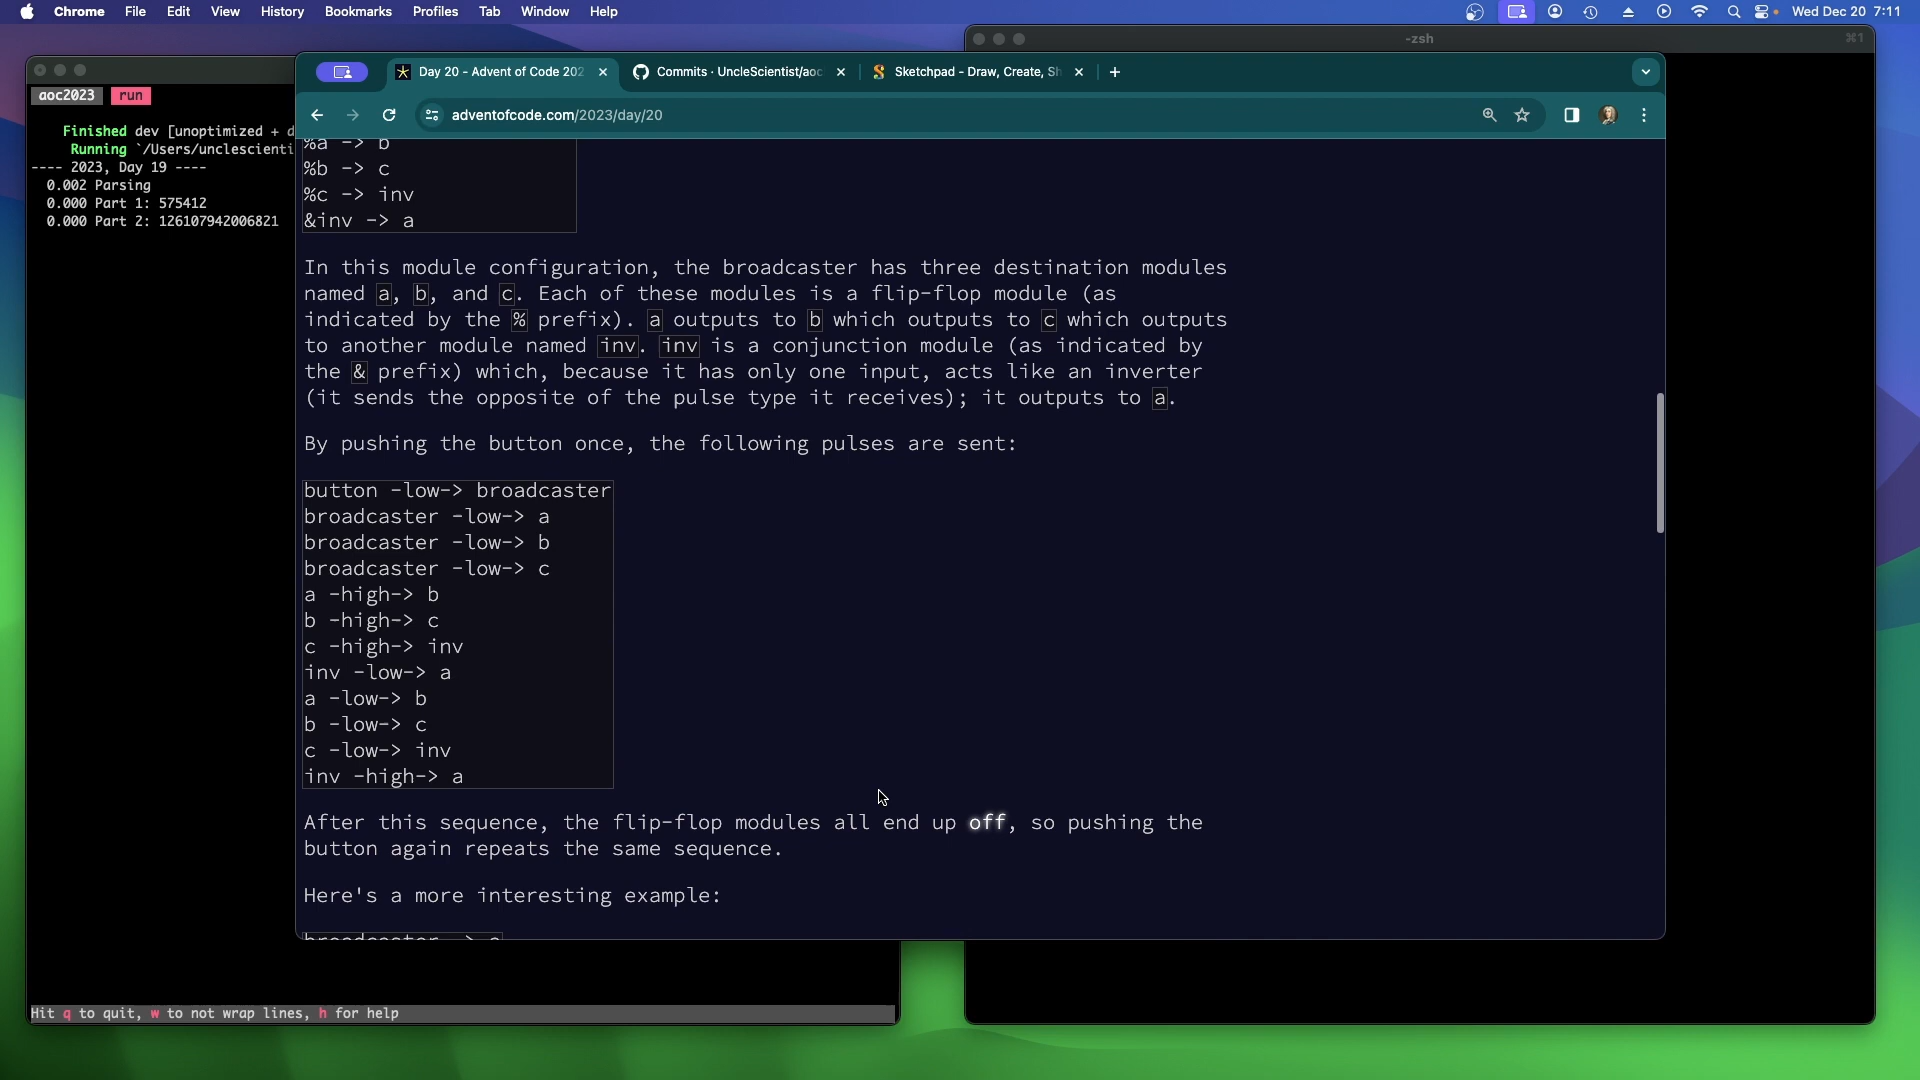 Chrome File Edit View History Bookmarks Profiles Tab Window Help Wed Dec 20 7:11
-zsh ⌘1
Day 20 - Advent of Code 202 Commits · UncleScientist/aoc Sketchpad - Draw, Create, Sh
adventofcode.com/2023/day/20
aoc2023 run
Finished dev [unoptimized + d
Running `/Users/unclescienti
---- 2023, Day 19 ----
0.002 Parsing
0.000 Part 1: 575412
0.000 Part 2: 126107942006821
Hit q to quit, w to not wrap lines, h for help
%a -> b
%b -> c
%c -> inv
&inv -> a
In this module configuration, the broadcaster has three destination modules
named a, b, and c. Each of these modules is a flip-flop module (as
indicated by the % prefix). a outputs to b which outputs to c which outputs
to another module named inv. inv is a conjunction module (as indicated by
the & prefix) which, because it has only one input, acts like an inverter
(it sends the opposite of the pulse type it receives); it outputs to a.
By pushing the button once, the following pulses are sent:
button -low-> broadcaster
broadcaster -low-> a
broadcaster -low-> b
broadcaster -low-> c
a -high-> b
b -high-> c
c -high-> inv
inv -low-> a
a -low-> b
b -low-> c
c -low-> inv
inv -high-> a
After this sequence, the flip-flop modules all end up off, so pushing the
button again repeats the same sequence.
Here's a more interesting example:
broadcaster -> a